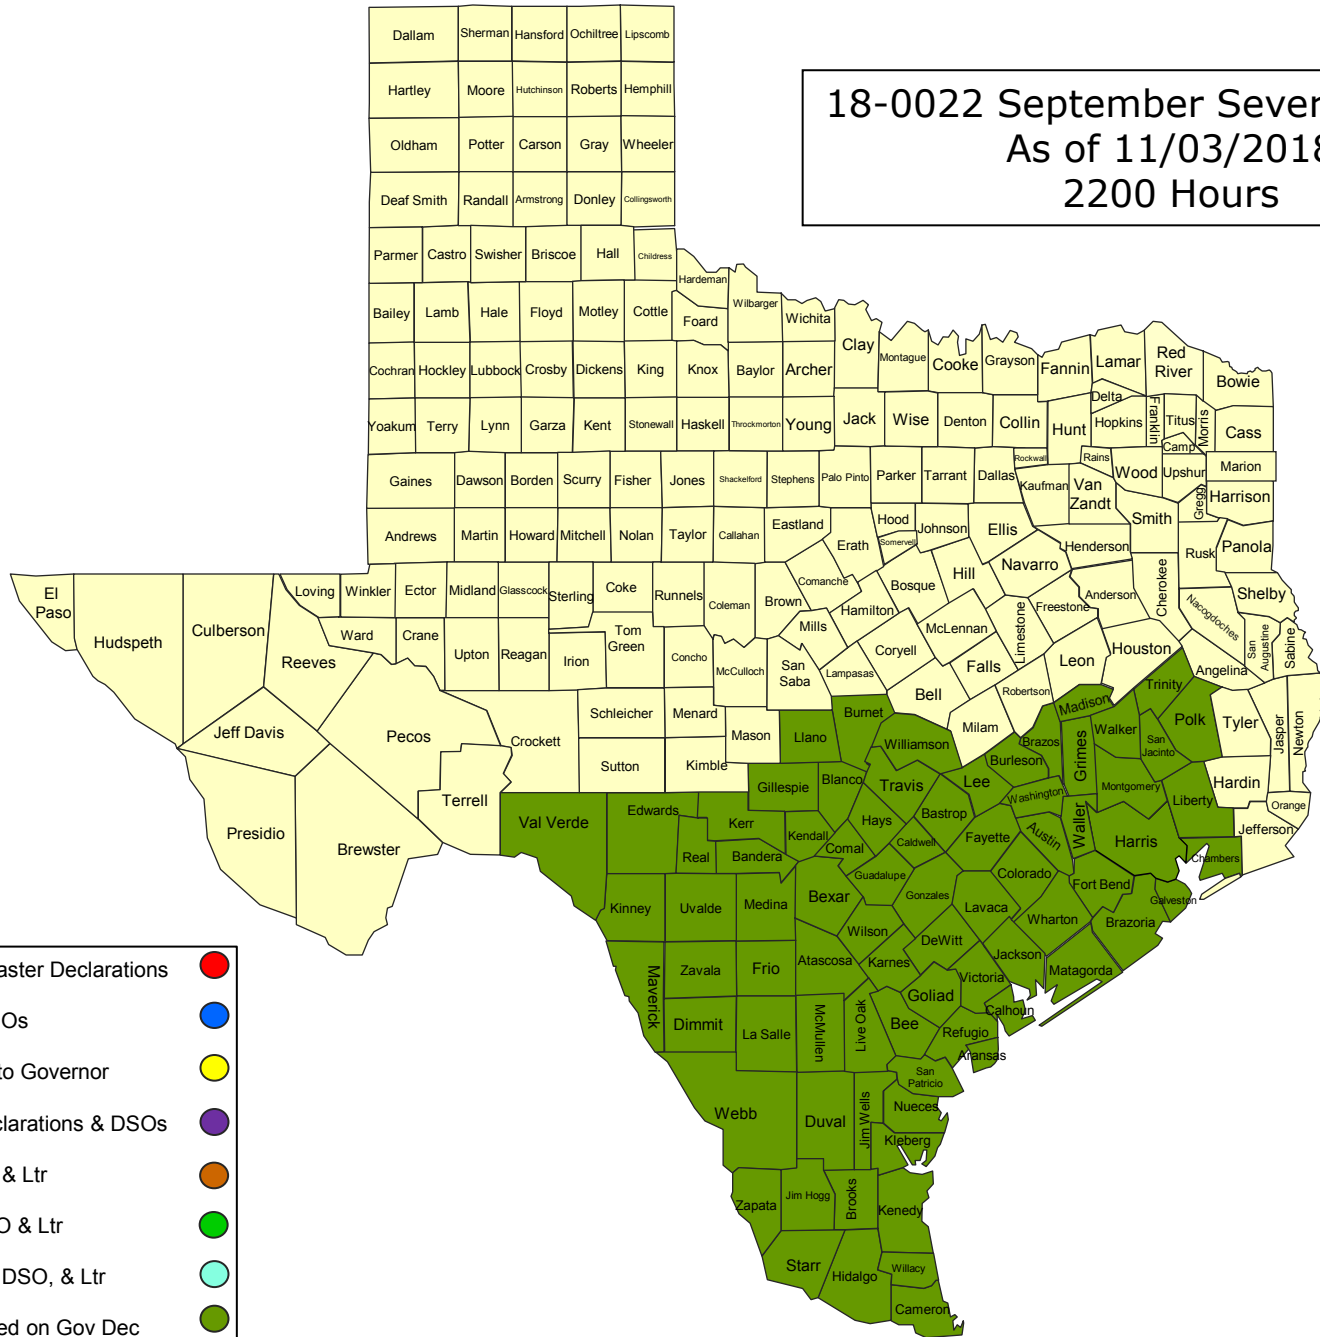 Dallam Sherman Hansford Ochiltree Lipscomb
Hartley Moore Hutchinson Roberts Hemphill
18-0022 September Sever
As of 11/03/2018
2200 Hours
Oldham Potter Carson Gray Wheeler
Deaf Smith Randall Armstrong Donley Collingsworth
Parmer Castro Swisher Briscoe Hall Childress
Hardeman
Bailey Lamb Hale Floyd Motley Cottle Foard Wilbarger Wichita
Clay Montague Cooke Grayson Fannin Lamar Red
River Bowie
Cochran Hockley Lubbock Crosby Dickens King Knox Baylor Archer
Delta
Yoakum Terry Lynn Garza Kent Stonewall Haskell Throckmorton Young Jack Wise Denton Collin Hunt Hopkins Franklin Titus Morris Cass
Camp
Gaines Dawson Borden Scurry Fisher Jones Shackelford Stephens Palo Pinto Parker Tarrant Dallas Rockwall Kaufman Rains Van
Zandt Wood Upshur Marion
Gregg Harrison
Andrews Martin Howard Mitchell Nolan Taylor Callahan Eastland Erath Hood Somervell Johnson Ellis Henderson Smith Rusk Panola
El
Paso Hudspeth Culberson Loving Winkler Ector Midland Glasscock Sterling Coke Runnels Coleman Brown Comanche Hamilton Bosque Hill Navarro Freestone Anderson Cherokee Nacogdoches Shelby
Reeves Ward Crane Upton Reagan Irion Tom
Green Concho McCulloch San
Saba Mills Lampasas Coryell McLennan Limestone Falls Leon Houston Angelina San
Augustine Sabine
Jeff Davis Pecos Crockett Schleicher Menard Mason Llano Burnet Bell Milam Robertson Madison Trinity Polk Tyler Jasper Newton
Williamson Brazos Grimes Walker San
Jacinto
Sutton Kimble Gillespie Blanco Travis Lee Burleson Washington Montgomery Liberty Hardin Orange
Presidio Brewster Terrell Val Verde Edwards Kerr Kendall Hays Bastrop Caldwell Fayette Austin Waller Harris Jefferson Chambers
Real Bandera Comal Guadalupe Gonzales Colorado Fort Bend Galveston
Kinney Uvalde Medina Bexar Wilson Lavaca Wharton Brazoria
Maverick Zavala Frio Atascosa Karnes DeWitt Jackson Matagorda
Dimmit La Salle McMullen Live Oak Bee Goliad Victoria Calhoun Refugio Aransas
San
Patricio
Webb Duval Jim Wells Nueces
Kleberg
Zapata Jim Hogg Brooks Kenedy
Starr Hidalgo Willacy
Cameron
aster Declarations
Os
to Governor
clarations & DSOs
& Ltr
O & Ltr
DSO, & Ltr
ed on Gov Dec